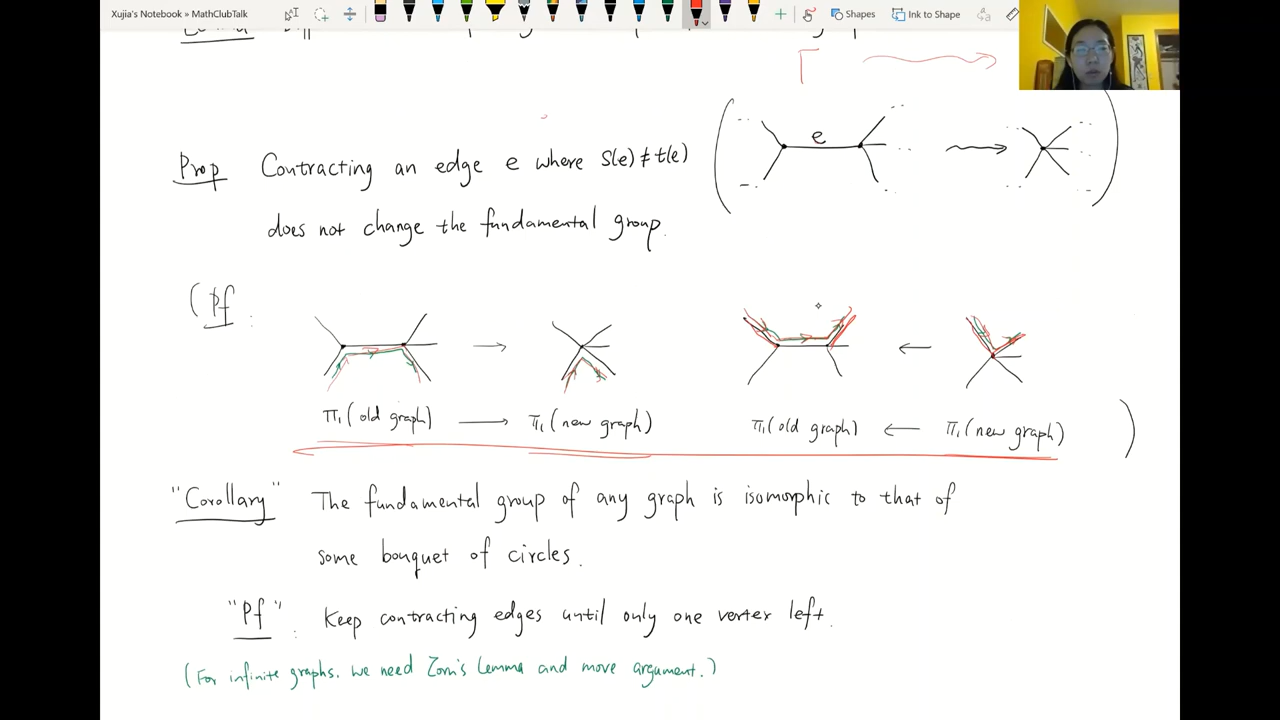 Xujia's Notebook » MathClubTalk
Shapes
Ink to Shape
Γ
Prop Contracting an edge e where s(e) ≠ t(e)
does not change the fundamental group.
e
(Pf:
π₁(old graph) → π₁(new graph)
π₁(old graph) ← π₁(new graph) )
"Corollary" The fundamental group of any graph is isomorphic to that of
some bouquet of circles.
"Pf": Keep contracting edges until only one vertex left.
(For infinite graphs, we need Zorn's Lemma and move argument.)